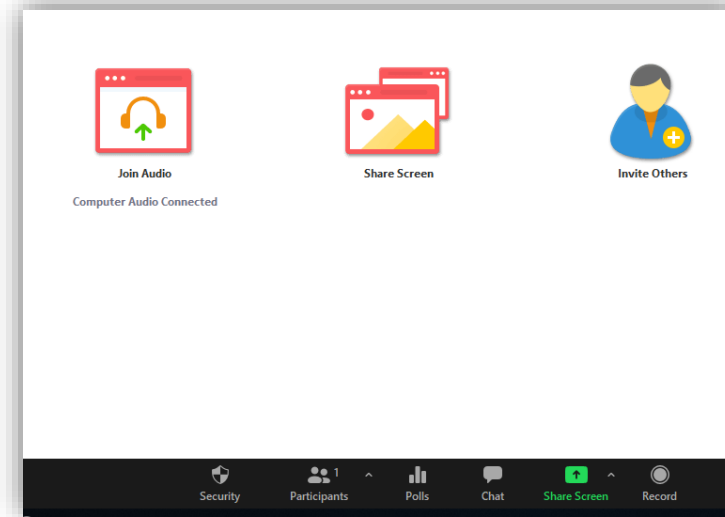 Join Audio Share Screen Invite Others
Computer Audio Connected
1
Security Participants Polls Chat Share Screen Record